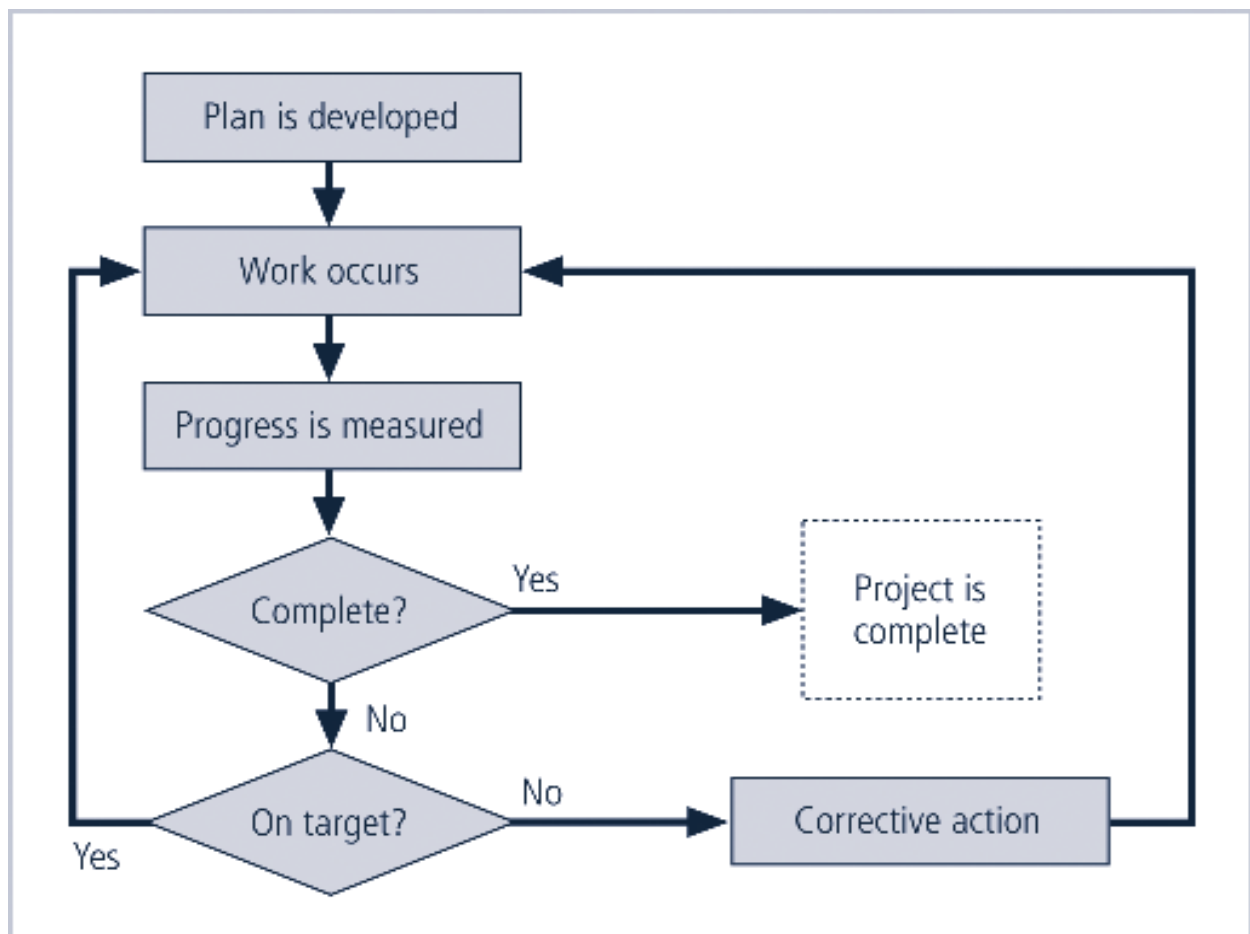 Plan is developed
Work occurs
Progress is measured
Complete?
Yes
Project is
complete
No
On target?
No
Corrective action
Yes